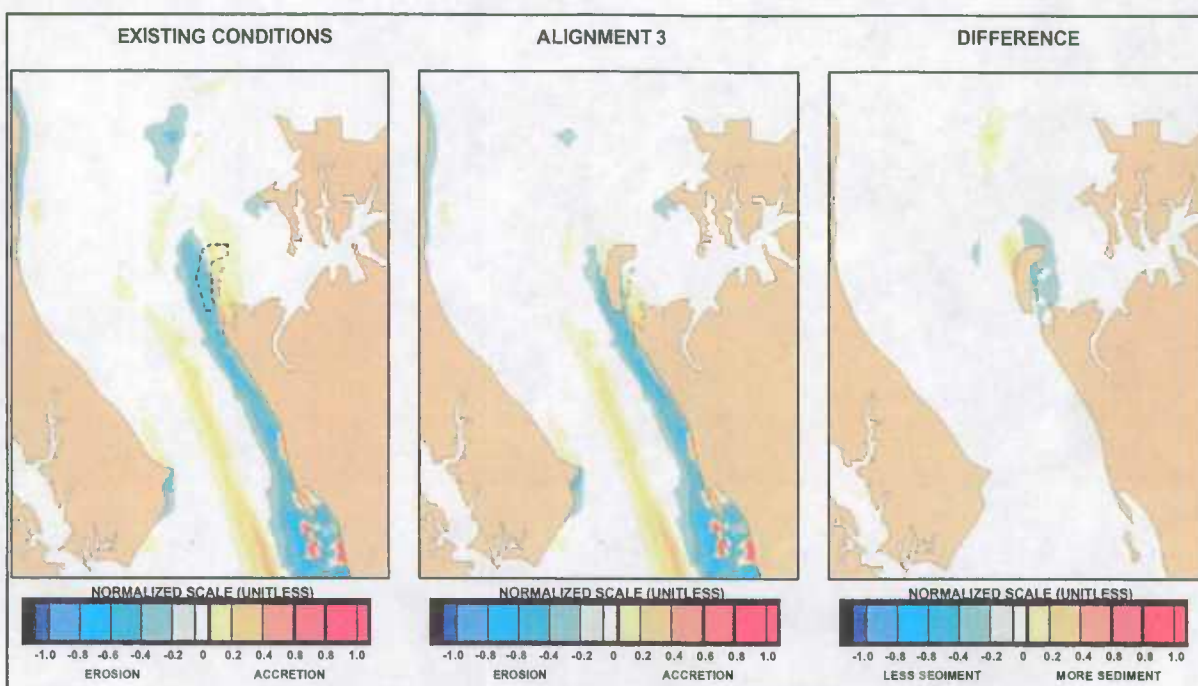 EXISTING CONDITIONS
ALIGNMENT 3
DIFFERENCE
NORMALIZED SCALE (UNITLESS)
-1.0 -0.8 -0.6 -0.4 -0.2 0 0.2 0.4 0.6 0.8 1.0
EROSION ACCRETION
NORMALIZED SCALE (UNITLESS)
-1.0 -0.8 -0.6 -0.4 -0.2 0 0.2 0.4 0.6 0.8 1.0
EROSION ACCRETION
NORMALIZED SCALE (UNITLESS)
-1.0 -0.8 -0.6 -0.4 -0.2 0 0.2 0.4 0.6 0.8 1.0
LESS SEDIMENT MORE SEDIMENT